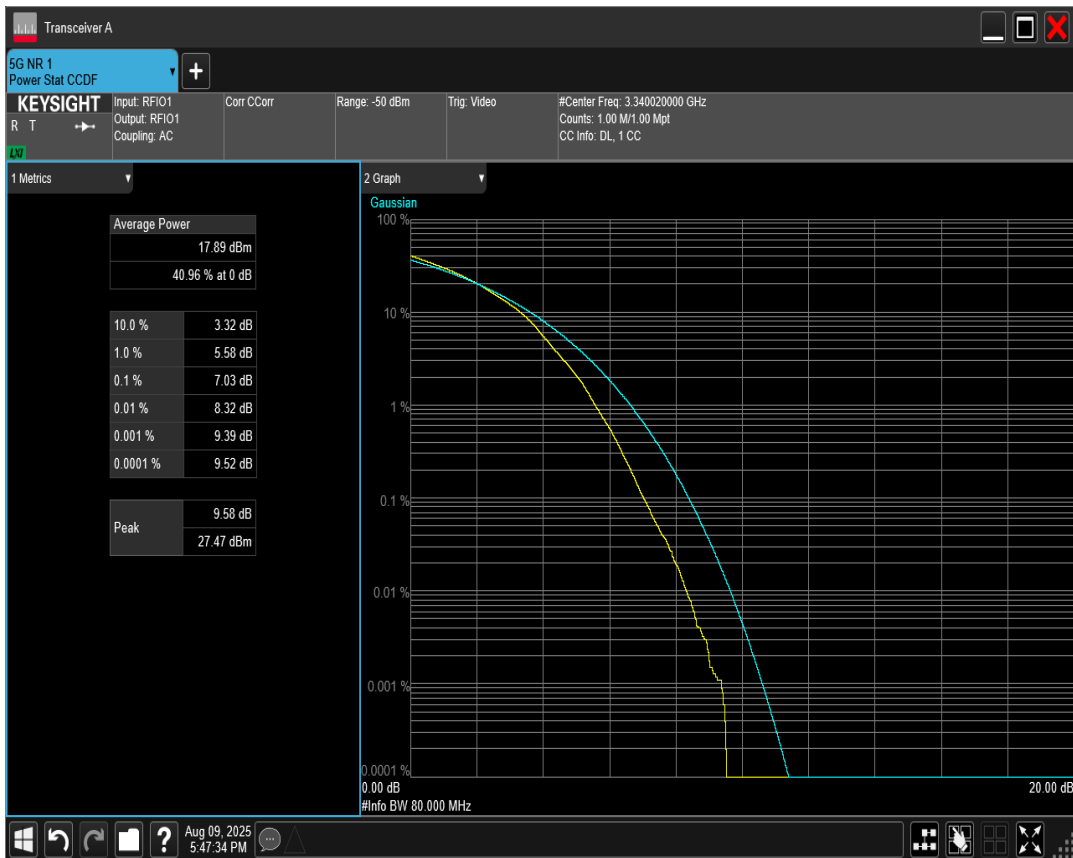 Transceiver A
5G NR 1
Power Stat CCDF
+
KEYSIGHT
R T
LXI
Input: RFIO1
Output: RFIO1
Coupling: AC
Corr CCorr
Range: -50 dBm
Trig: Video
#Center Freq: 3.340020000 GHz
Counts: 1.00 M/1.00 Mpt
CC Info: DL, 1 CC
1 Metrics
Average Power
17.89 dBm
40.96 % at 0 dB
10.0 % 3.32 dB
1.0 % 5.58 dB
0.1 % 7.03 dB
0.01 % 8.32 dB
0.001 % 9.39 dB
0.0001 % 9.52 dB
Peak
9.58 dB
27.47 dBm
2 Graph
Gaussian
100 %
10 %
1 %
0.1 %
0.01 %
0.001 %
0.0001 %
0.00 dB 20.00 dB
#Info BW 80.000 MHz
?
Aug 09, 2025
5:47:34 PM